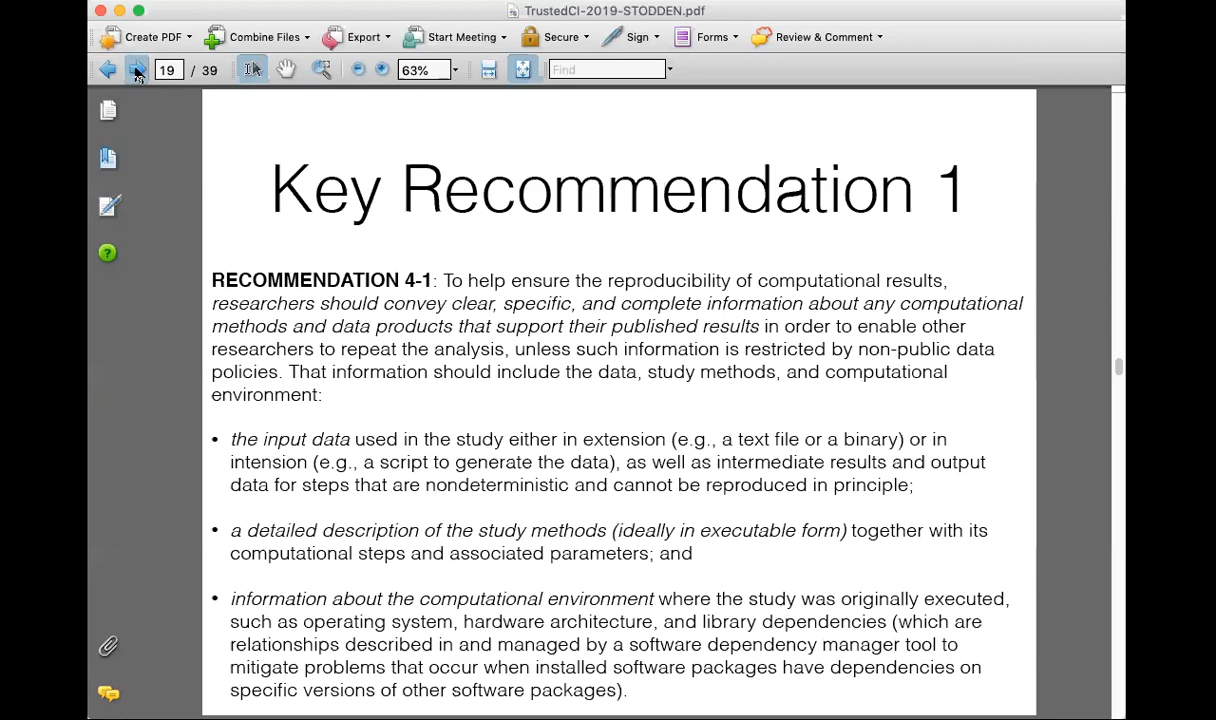 TrustedCI-2019-STODDEN.pdf
Create PDF Combine Files Export Start Meeting Secure Sign Forms Review & Comment
19 / 39 63% Find
Key Recommendation 1
RECOMMENDATION 4-1: To help ensure the reproducibility of computational results,
researchers should convey clear, specific, and complete information about any computational
methods and data products that support their published results in order to enable other
researchers to repeat the analysis, unless such information is restricted by non-public data
policies. That information should include the data, study methods, and computational
environment:
• the input data used in the study either in extension (e.g., a text file or a binary) or in
intension (e.g., a script to generate the data), as well as intermediate results and output
data for steps that are nondeterministic and cannot be reproduced in principle;
• a detailed description of the study methods (ideally in executable form) together with its
computational steps and associated parameters; and
• information about the computational environment where the study was originally executed,
such as operating system, hardware architecture, and library dependencies (which are
relationships described in and managed by a software dependency manager tool to
mitigate problems that occur when installed software packages have dependencies on
specific versions of other software packages).